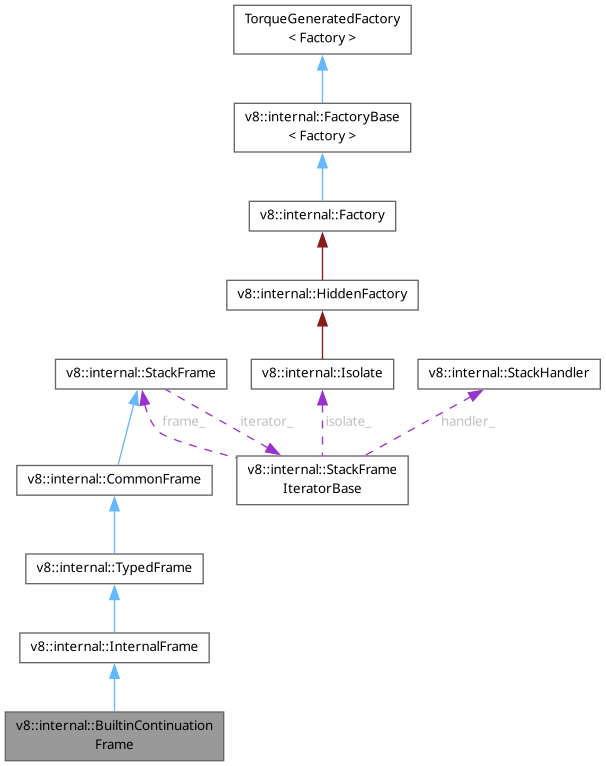 TorqueGeneratedFactory
< Factory >
v8::internal::FactoryBase
< Factory >
v8::internal::Factory
v8::internal::HiddenFactory
v8::internal::StackFrame
v8::internal::Isolate
v8::internal::StackHandler
frame_
iterator_
isolate_
handler_
v8::internal::CommonFrame
v8::internal::StackFrame
IteratorBase
v8::internal::TypedFrame
v8::internal::InternalFrame
v8::internal::BuiltinContinuation
Frame